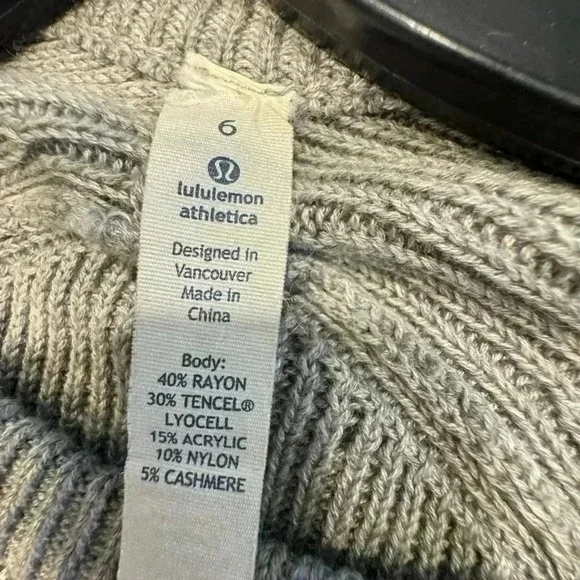 6
lululemon
athletica
Designed in
Vancouver
Made in
China
Body:
40% RAYON
30% TENCEL®
LYOCELL
15% ACRYLIC
10% NYLON
5% CASHMERE